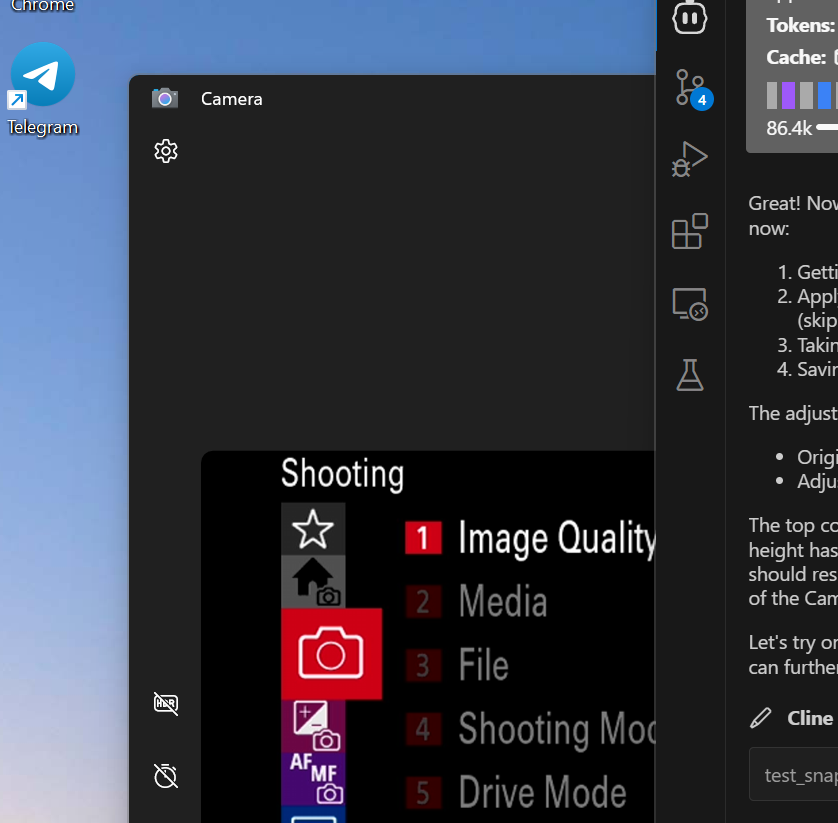 Chrome
Telegram
Camera
HDR
Shooting
1 Image Quality
2 Media
3 File
4 Shooting Mod
5 Drive Mode
AF MF
4
Tokens:
Cache:
86.4k
Great! Now
now:
1. Getti
2. Appl
(skip
3. Takin
4. Savin
The adjust
• Origi
• Adju
The top co
height has
should res
of the Cam
Let's try or
can further
Cline
test_snap